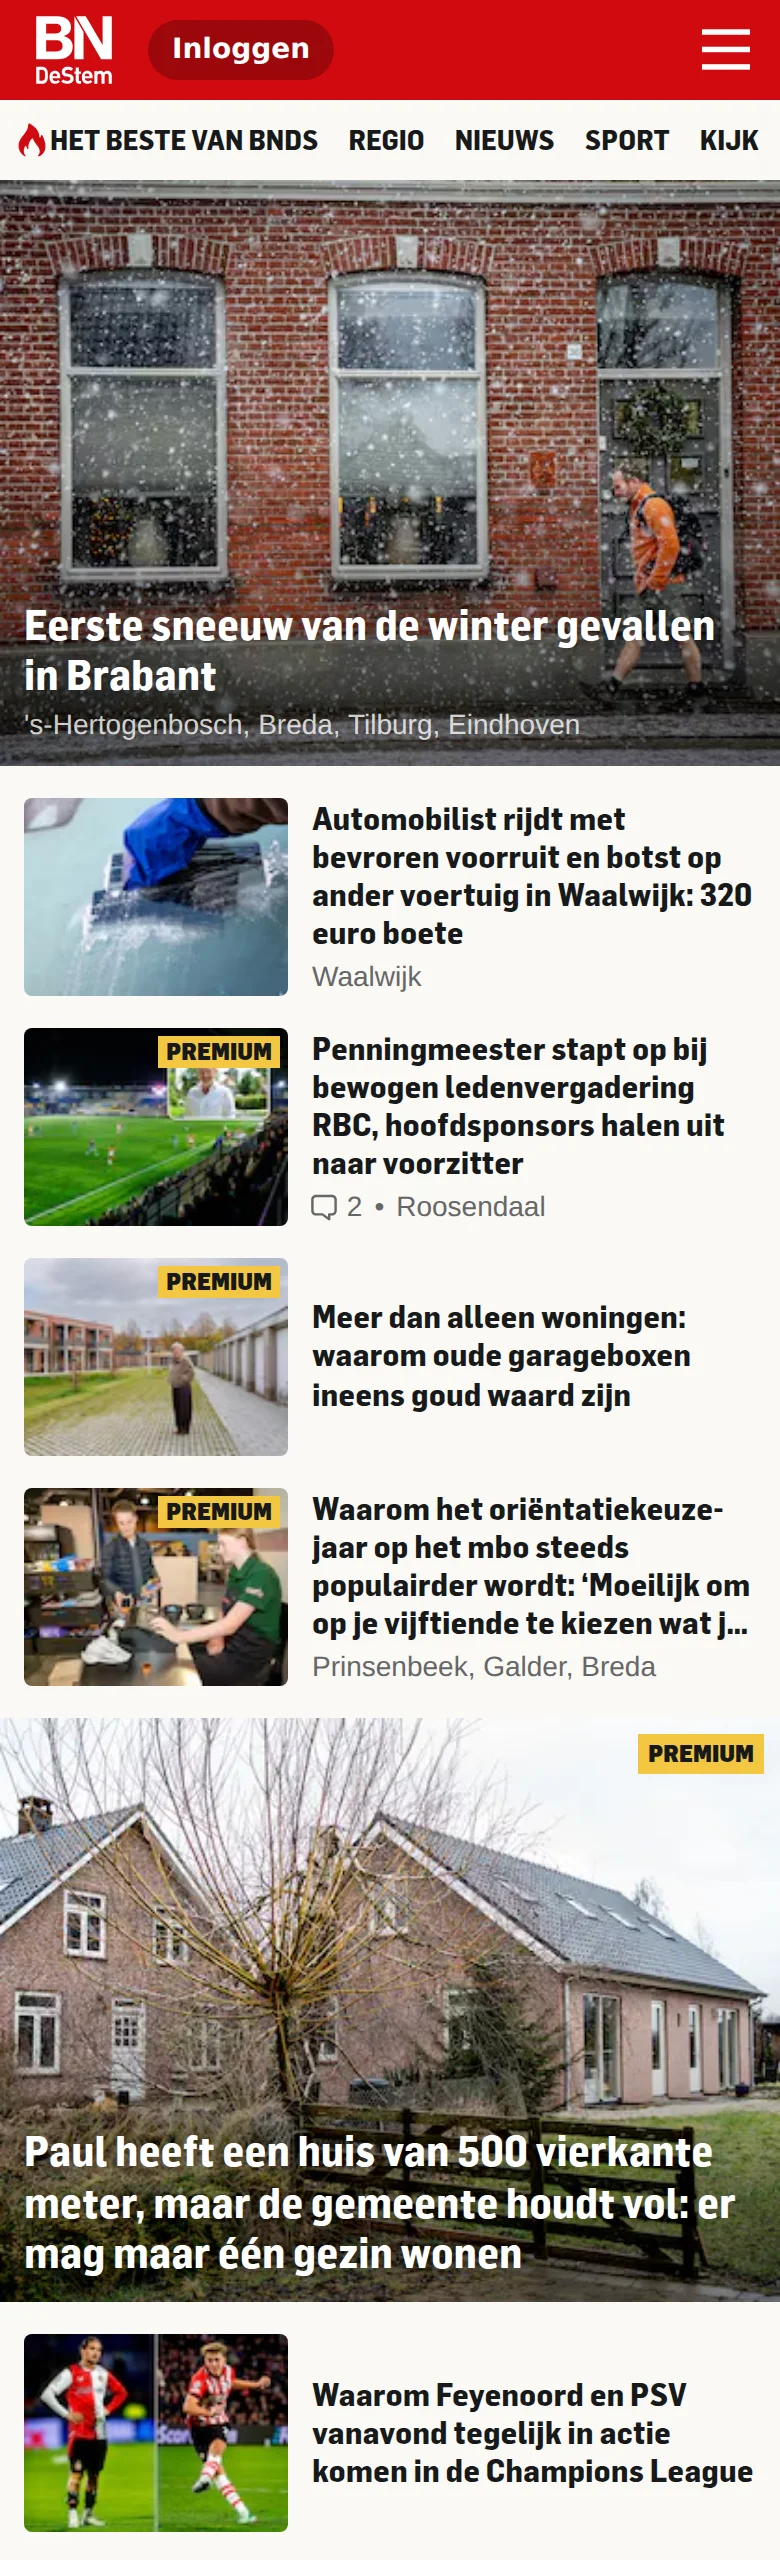 BN
DeStem
Inloggen
HET BESTE VAN BNDS REGIO NIEUWS SPORT KIJK
Eerste sneeuw van de winter gevallen
in Brabant
's-Hertogenbosch, Breda, Tilburg, Eindhoven
Automobilist rijdt met
bevroren voorruit en botst op
ander voertuig in Waalwijk: 320
euro boete
Waalwijk
PREMIUM
Penningmeester stapt op bij
bewogen ledenvergadering
RBC, hoofdsponsors halen uit
naar voorzitter
2 • Roosendaal
PREMIUM
Meer dan alleen woningen:
waarom oude garageboxen
ineens goud waard zijn
PREMIUM
Waarom het oriëntatiekeuze-
jaar op het mbo steeds
populairder wordt: ‘Moeilijk om
op je vijftiende te kiezen wat j...
Prinsenbeek, Galder, Breda
PREMIUM
Paul heeft een huis van 500 vierkante
meter, maar de gemeente houdt vol: er
mag maar één gezin wonen
Waarom Feyenoord en PSV
vanavond tegelijk in actie
komen in de Champions League